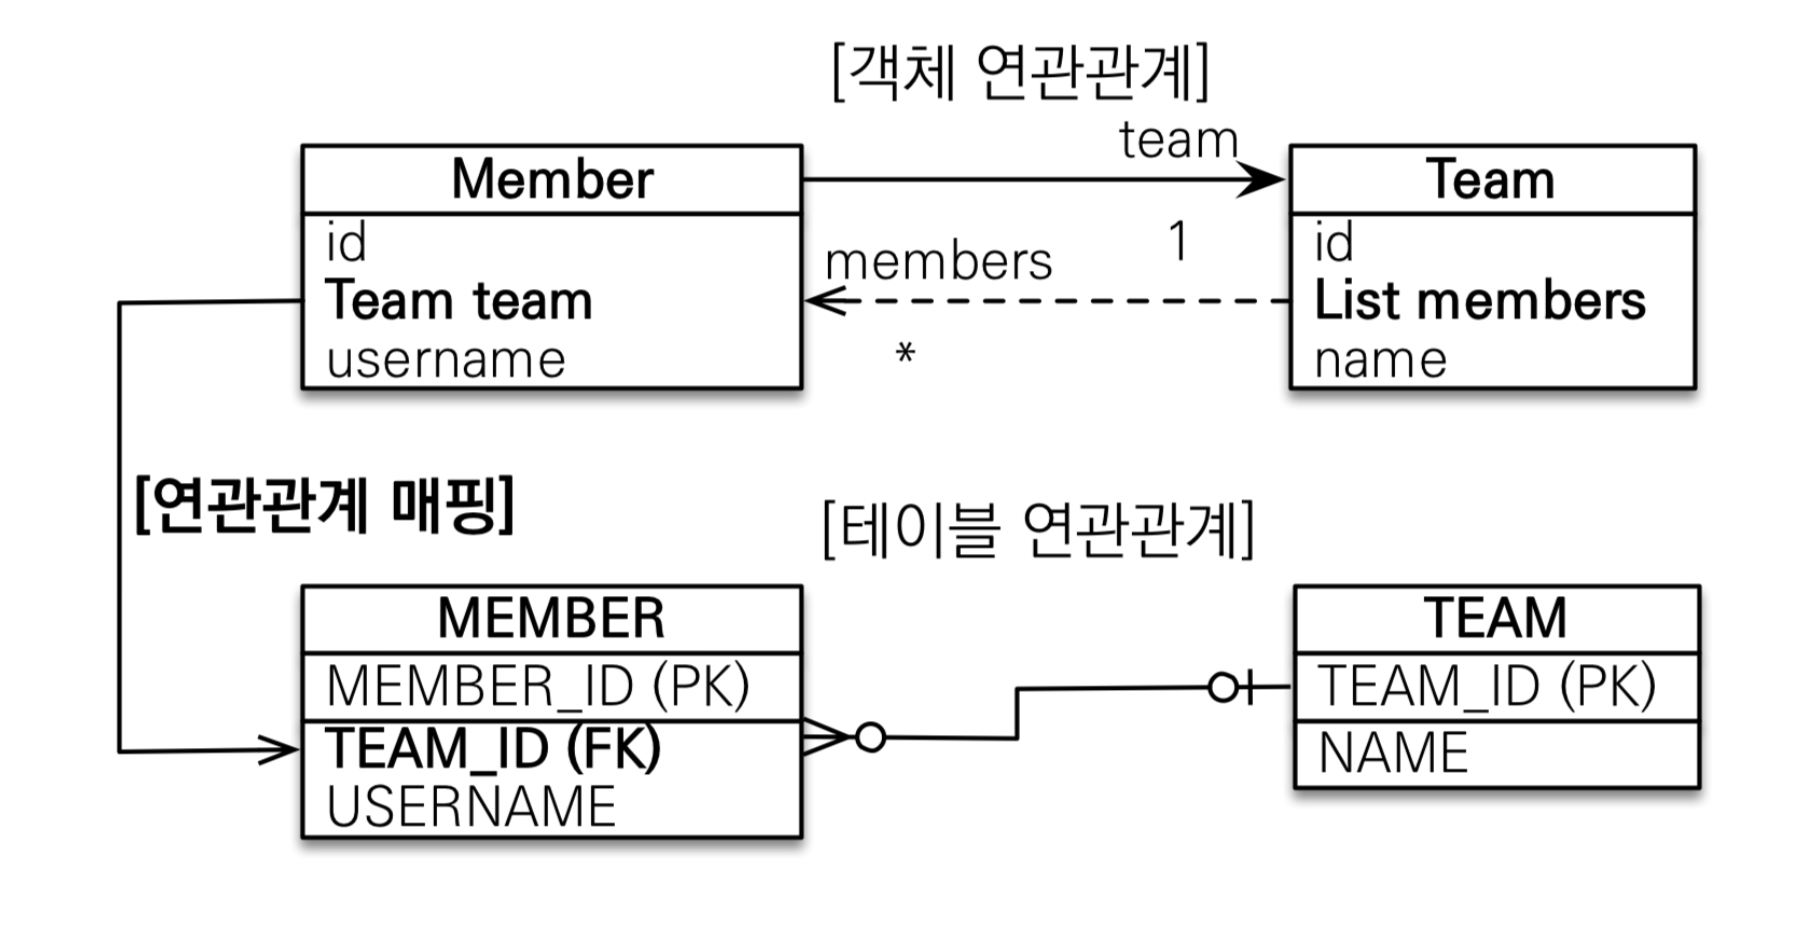 [객체 연관관계]
team
Member
Team
id
Team team
username
members
1
*
id
List members
name
[연관관계 매핑]
[테이블 연관관계]
MEMBER
MEMBER_ID (PK)
TEAM_ID (FK)
USERNAME
TEAM
TEAM_ID (PK)
NAME